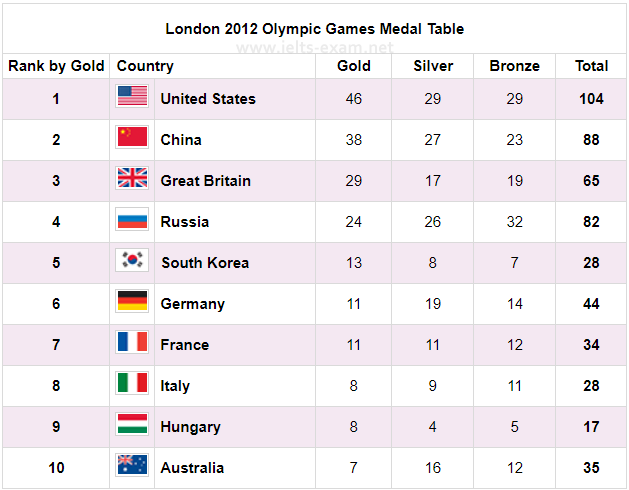 London 2012 Olympic Games Medal Table
www.ielts-exam.net
Rank by Gold Country Gold Silver Bronze Total
1 United States 46 29 29 104
2 China 38 27 23 88
3 Great Britain 29 17 19 65
4 Russia 24 26 32 82
5 South Korea 13 8 7 28
6 Germany 11 19 14 44
7 France 11 11 12 34
8 Italy 8 9 11 28
9 Hungary 8 4 5 17
10 Australia 7 16 12 35